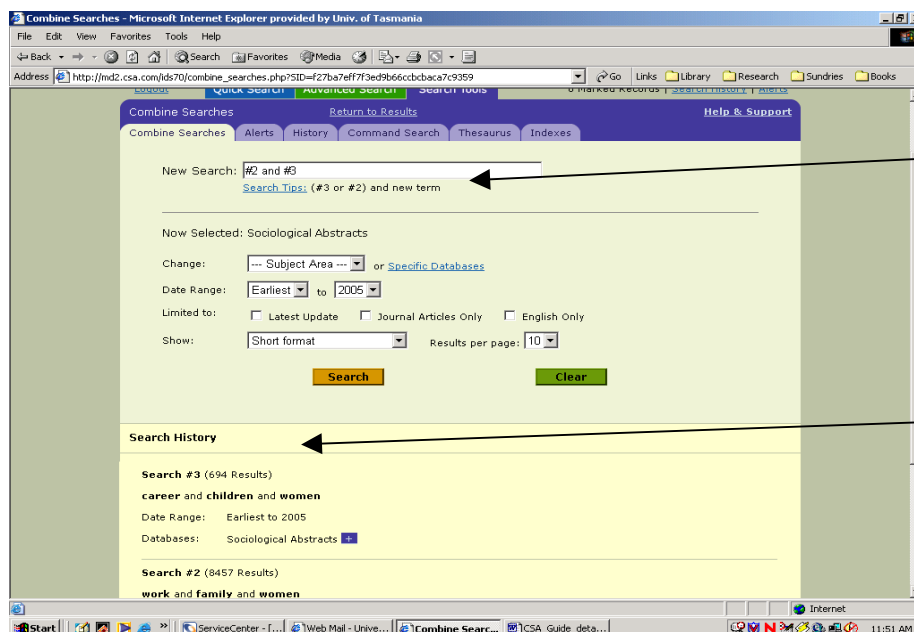 Combine Searches - Microsoft Internet Explorer provided by Univ. of Tasmania
File Edit View Favorites Tools Help
Back Search Favorites Media
Address http://md2.csa.com/ids70/combine_searches.php?SID=f27ba7eff7f3ed9b66ccbcbaca7c9359 Go Links Library Research Sundries Books
Logout Quick Search Advanced Search Search Tools 0 Marked Records | Search History | Alerts
Combine Searches Return to Results Help & Support
Combine Searches Alerts History Command Search Thesaurus Indexes
New Search: #2 and #3
Search Tips: (#3 or #2) and new term
Now Selected: Sociological Abstracts
Change: --- Subject Area --- or Specific Databases
Date Range: Earliest to 2005
Limited to: Latest Update Journal Articles Only English Only
Show: Short format Results per page: 10
Search Clear
Search History
Search #3 (694 Results)
career and children and women
Date Range: Earliest to 2005
Databases: Sociological Abstracts +
Search #2 (8457 Results)
work and family and women
Internet
Start » ServiceCenter - [... Web Mail - Unive... Combine Searc... CSA Guide deta... 11:51 AM